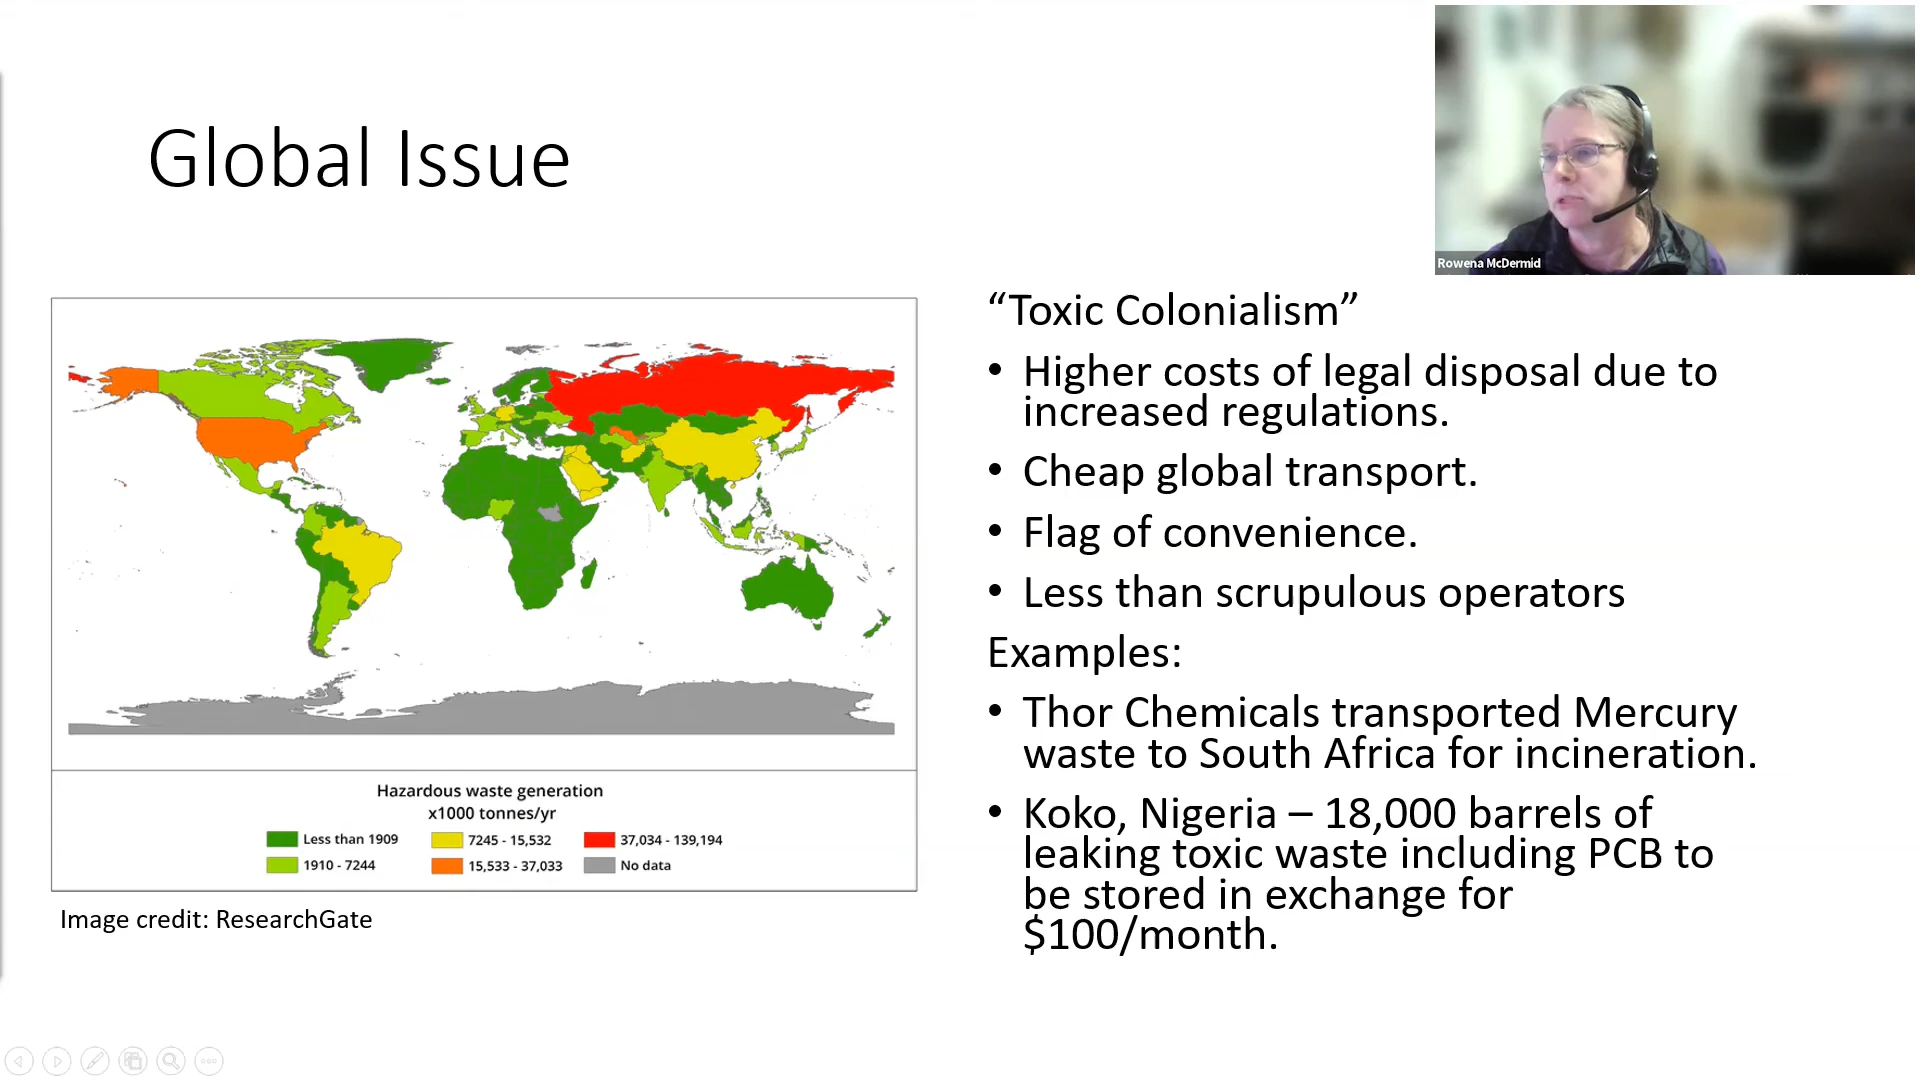 Global Issue
Rowena McDermid
“Toxic Colonialism”
• Higher costs of legal disposal due to
increased regulations.
• Cheap global transport.
• Flag of convenience.
• Less than scrupulous operators
Examples:
• Thor Chemicals transported Mercury
waste to South Africa for incineration.
• Koko, Nigeria – 18,000 barrels of
leaking toxic waste including PCB to
be stored in exchange for
$100/month.
Hazardous waste generation
x1000 tonnes/yr
Less than 1909
7245 - 15,532
37,034 - 139,194
1910 - 7244
15,533 - 37,033
No data
Image credit: ResearchGate